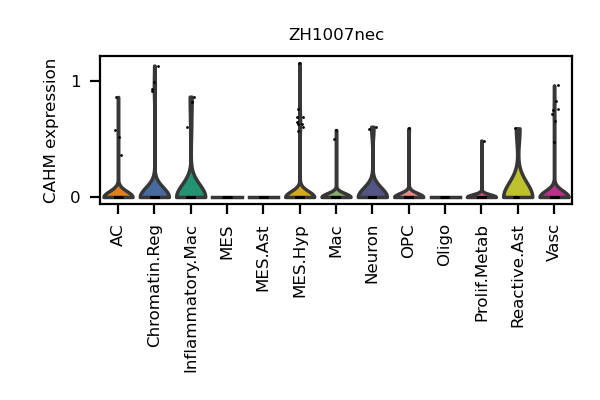 ZH1007nec
CAHM expression
1
0
AC
Chromatin.Reg
Inflammatory.Mac
MES
MES.Ast
MES.Hyp
Mac
Neuron
OPC
Oligo
Prolif.Metab
Reactive.Ast
Vasc